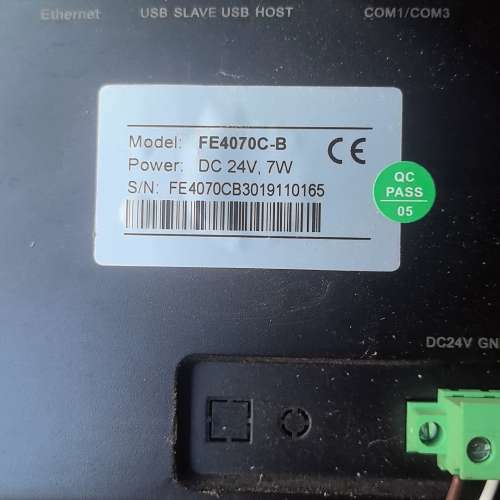 Ethernet USB SLAVE USB HOST COM1/COM3
Model: FE4070C-B
Power: DC 24V, 7W
S/N: FE4070CB3019110165
CE
QC
PASS
05
DC24V GN